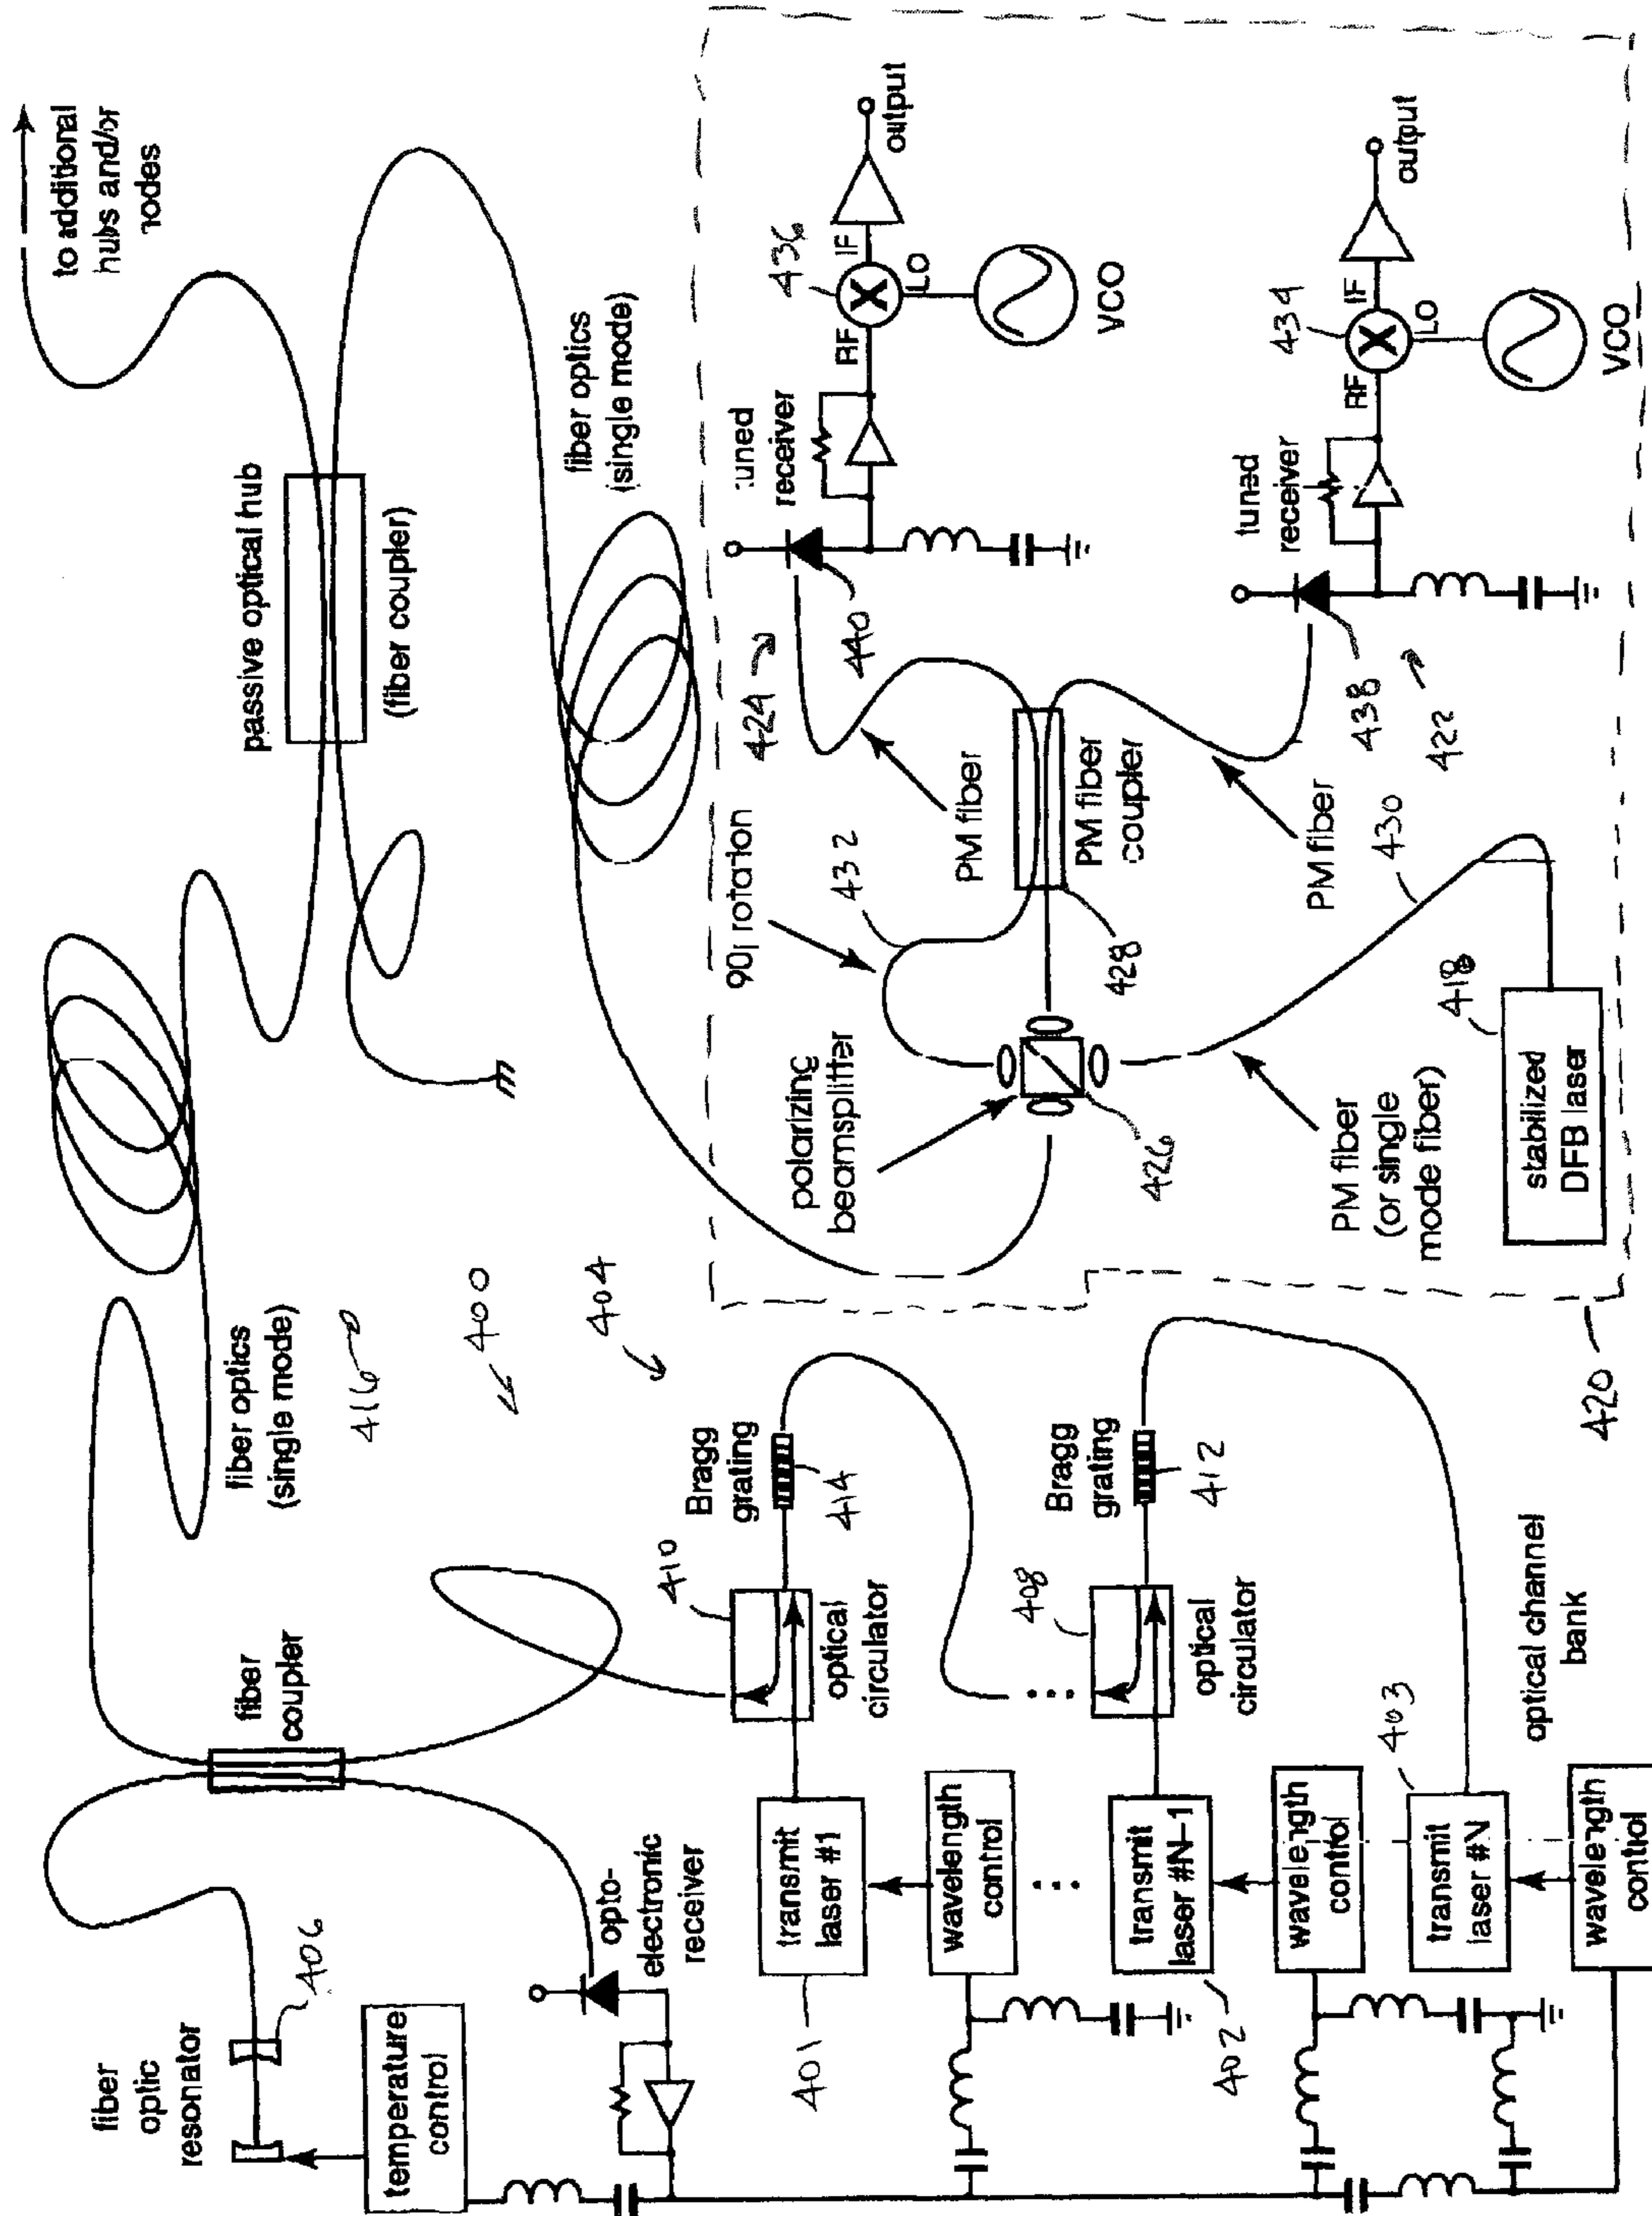 to additional
hubs and/or
nodes
passive optical hub
(fiber coupler)
fiber optics
(single mode)
fiber optics
(single mode)
416
400
404
fiber
coupler
fiber
optic
resonator
406
temperature
control
opto-
electronic
receiver
410
optical
circulator
Bragg
grating
414
408
optical
circulator
Bragg
grating
412
transmit
laser #1
401
wavelength
control
transmit
laser #N-1
402
wavelength
control
403
transmit
laser #N
wavelength
control
optical channel
bank
420
424
440
tuned
receiver
RF
IF
LO
436
output
VCO
90¡ rotation
432
PM fiber
PM fiber
coupler
428
polarizing
beamsplitter
426
PM fiber
438
422
tuned
receiver
RF
IF
LO
434
output
VCO
430
PM fiber
(or single
mode fiber)
418
stabilized
DFB laser